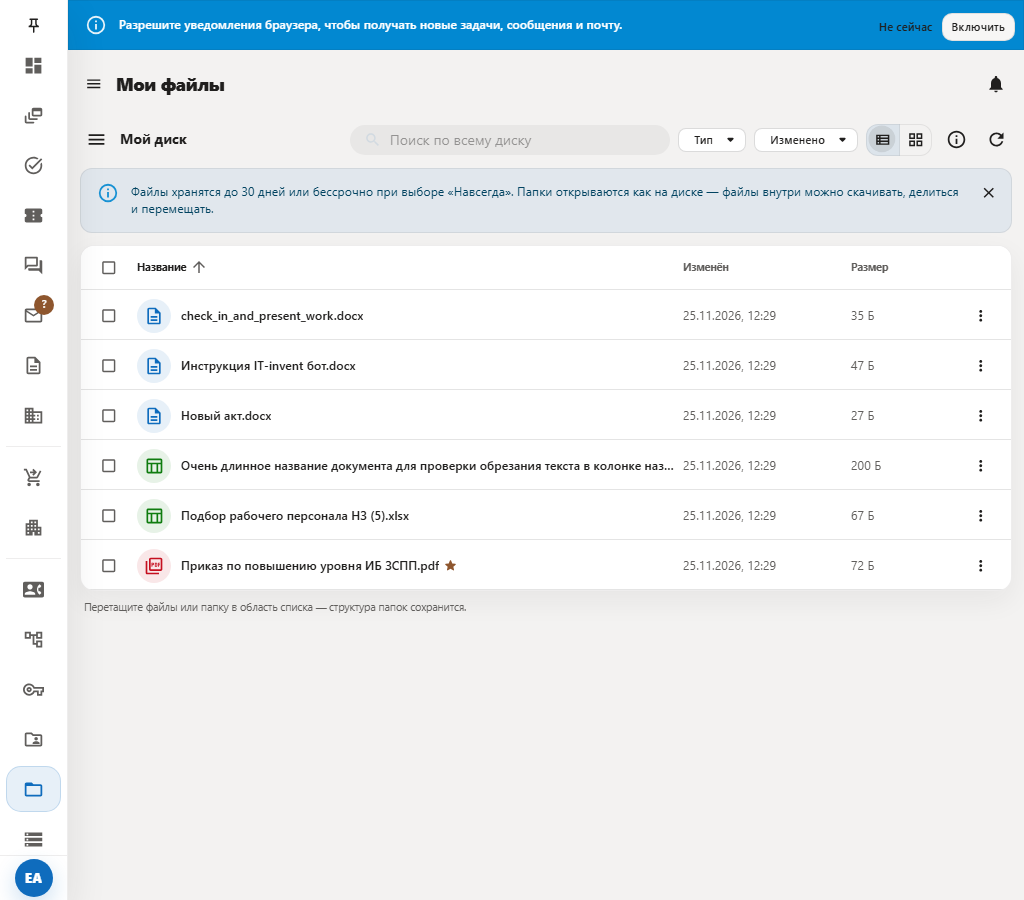 Разрешите уведомления браузера, чтобы получать новые задачи, сообщения и почту.
Не сейчас
Включить
Мои файлы
Мой диск
Поиск по всему диску
Тип
Изменено
Файлы хранятся до 30 дней или бессрочно при выборе «Навсегда». Папки открываются как на диске — файлы внутри можно скачивать, делиться
и перемещать.
Название
Изменён
Размер
check_in_and_present_work.docx
25.11.2026, 12:29
35 Б
Инструкция IT-invent бот.docx
25.11.2026, 12:29
47 Б
Новый акт.docx
25.11.2026, 12:29
27 Б
Очень длинное название документа для проверки обрезания текста в колонке наз...
25.11.2026, 12:29
200 Б
Подбор рабочего персонала НЗ (5).xlsx
25.11.2026, 12:29
67 Б
PDF
Приказ по повышению уровня ИБ ЗСПП.pdf
25.11.2026, 12:29
72 Б
Перетащите файлы или папку в область списка — структура папок сохранится.
?
EA